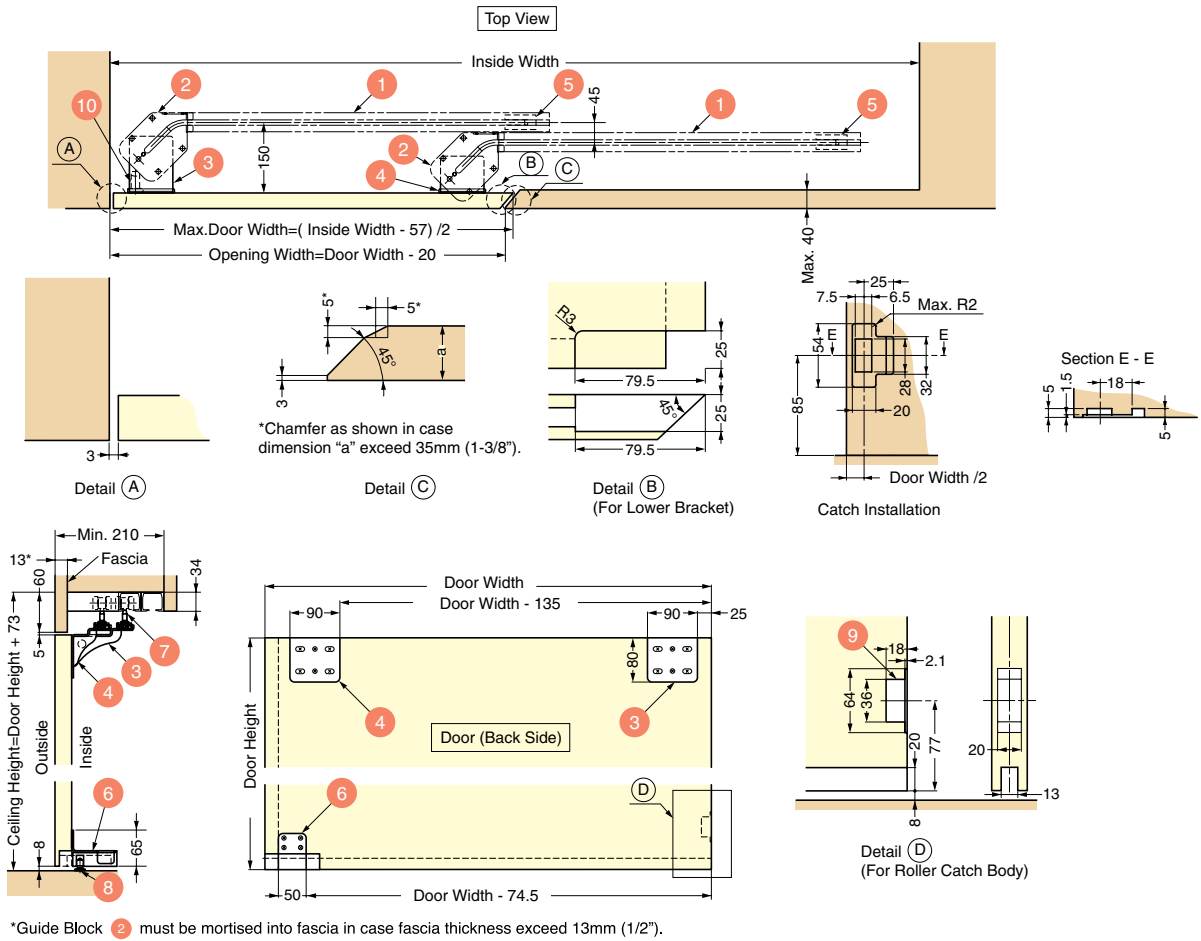 Top View
Inside Width
2
1
5
45
1
5
10
A
3
150
2
4
B
C
Max.Door Width=( Inside Width - 57) /2
Opening Width=Door Width - 20
Max. 40
3
Detail A
5*
5*
45°
a
3
*Chamfer as shown in case
dimension “a” exceed 35mm (1-3/8”).
Detail C
R3
25
79.5
45°
25
79.5
Detail B
(For Lower Bracket)
25
7.5
6.5
Max. R2
E
E
54
28
32
20
85
Door Width /2
Catch Installation
Section E - E
5
1.5
18
5
Min. 210
13*
Fascia
60
34
5
7
3
4
Ceiling Height=Door Height + 73
Outside
Inside
6
65
8
8
Door Width
Door Width - 135
90
90
25
80
4
3
Door Height
Door (Back Side)
6
D
50
Door Width - 74.5
9
18
2.1
64
36
20
77
8
20
13
Detail D
(For Roller Catch Body)
*Guide Block 2 must be mortised into fascia in case fascia thickness exceed 13mm (1/2”).